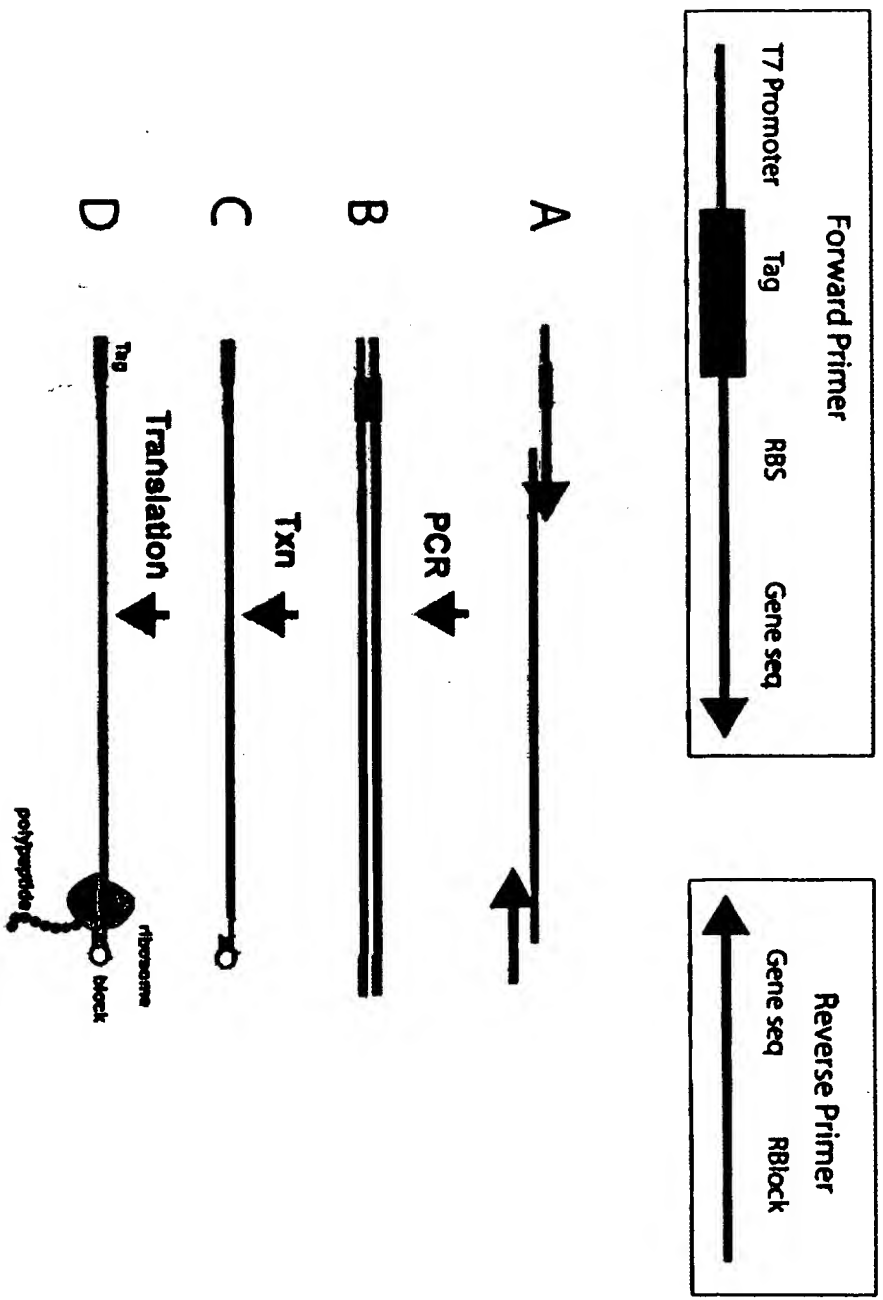 Forward Primer
T7 Promoter Tag RBS Gene seq
Reverse Primer
Gene seq RBlock
A
PCR
B
Txn
C
Translation
D
Tag
ribosome
block
polypeptide